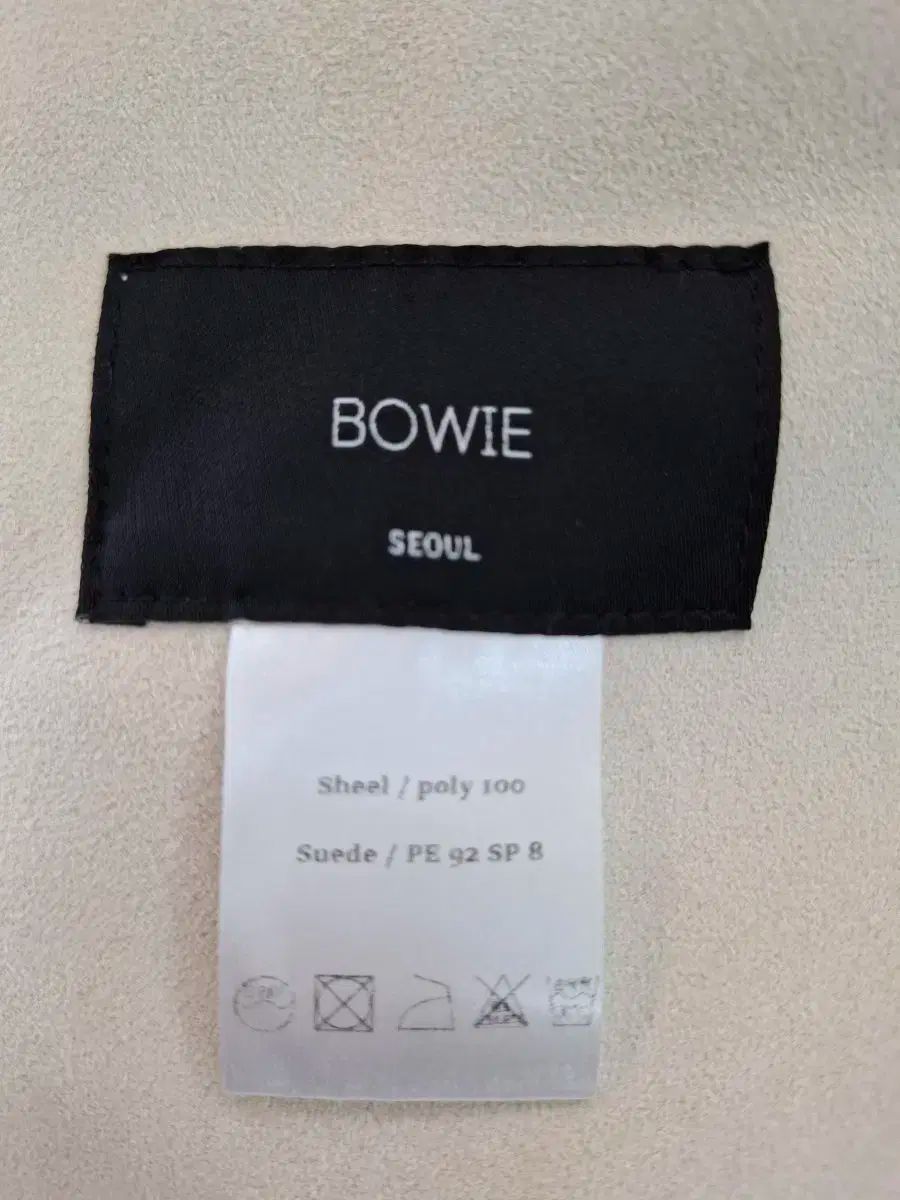 BOWIE
SEOUL
Sheel / poly 100
Suede / PE 92 SP 8